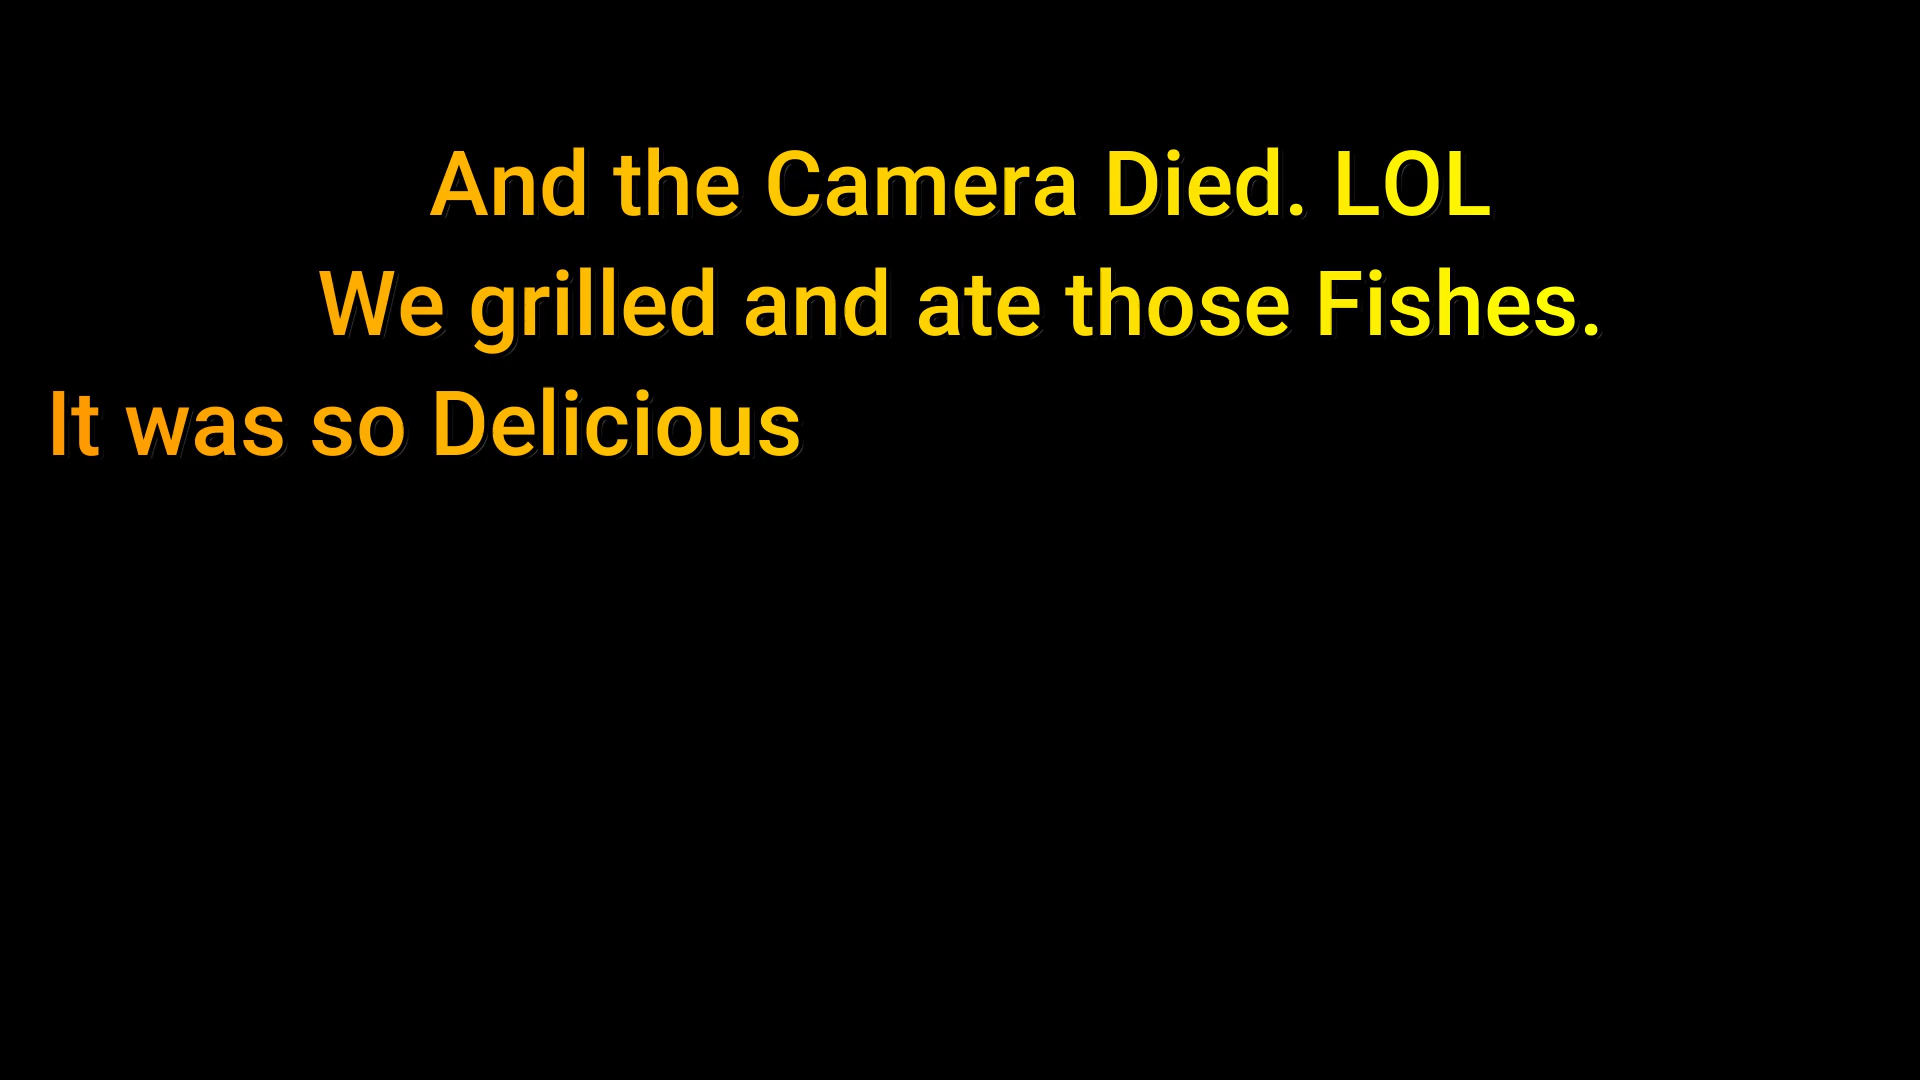 And the Camera Died. LOL
We grilled and ate those Fishes.
It was so Delicious